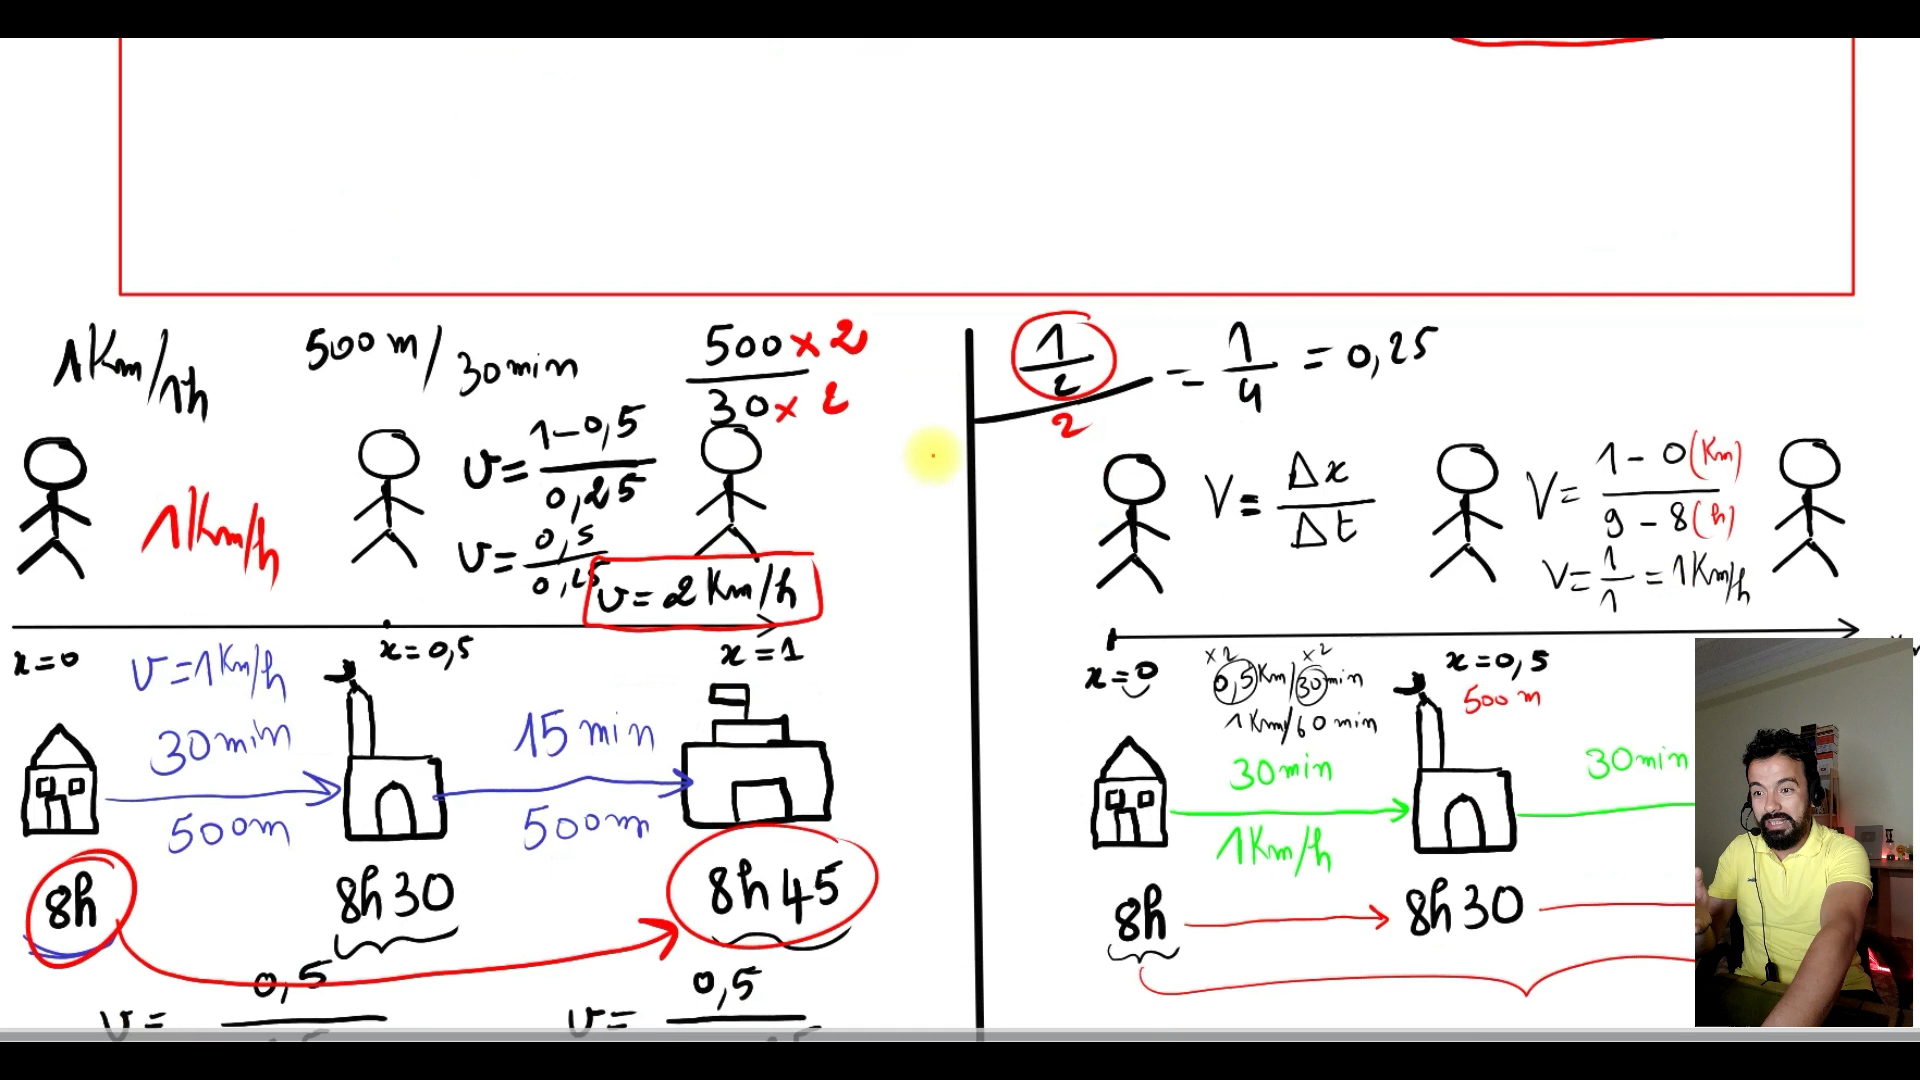 1Km/1h
500 m/30min
500 × 2
30 × 2
v = 1-0,5
0,25
v = 0,5
0,25
v = 2 Km/h
1Km/h
x=0
x=0,5
x=1
v=1Km/h
30min
500m
15 min
500m
8h
8h30
8h45
v= 0,5
v= 0,5
1
2
2
= 1
4
= 0,25
V = Δx
Δt
V= 1-0(Km)
9-8(h)
V= 1
1
= 1Km/h
x=0
×2 ×2
0,5Km/30min
1Km/60min
x=0,5
500 m
30min
1Km/h
30min
8h
8h30